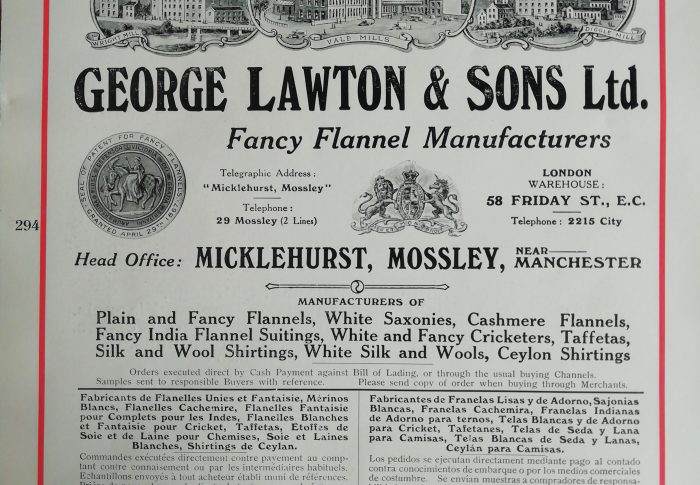 WRIGHT MILL
VALE MILLS
DIGGLE MILL
GEORGE LAWTON & SONS Ltd.
Fancy Flannel Manufacturers
SEAL OF PATENT FOR FANCY FLANNELS
GRANTED APRIL 29TH 1867
Telegraphic Address:
"Micklehurst, Mossley"
Telephone:
29 Mossley (2 Lines)
LONDON
WAREHOUSE:
58 FRIDAY ST., E.C.
Telephone: 2215 City
294
Head Office: MICKLEHURST, MOSSLEY, NEAR MANCHESTER
MANUFACTURERS OF
Plain and Fancy Flannels, White Saxonies, Cashmere Flannels,
Fancy India Flannel Suitings, White and Fancy Cricketers, Taffetas,
Silk and Wool Shirtings, White Silk and Wools, Ceylon Shirtings
Orders executed direct by Cash Payment against Bill of Lading, or through the usual buying Channels.
Samples sent to responsible Buyers with reference. Please send copy of order when buying through Merchants.
Fabricants de Flanelles Unies et Fantaisie, Mérinos
Blancs, Flanelles Cachemire, Flanelles Fantaisie
pour Complets pour les Indes, Flanelles Blanches
et Fantaisie pour Cricket, Taffetas, Étoffes de
Soie et de Laine pour Chemises, Soie et Laines
Blanches, Shirtings de Ceylan.
Commandes exécutées directement contre payement au comp-
tant contre connaisement ou par les intermédiaires habituels.
Échantillons envoyés à tout acheteur établi muni de références.
Fabricantes de Franelas Lisas y de Adorno, Sajonias
Blancas, Franelas Cachemira, Franelas Indianas
de Adorno para ternos, Telas Blancas y de Adorno
para Cricket, Tafetanes, Telas de Seda y Lana
para Camisas, Telas Blancas de Seda y Lanas,
Ceylán para Camisas.
Los pedidos se ejecutan directamente mediante pago al contado
contra conocimientos de embarque o por los medios comerciales
de costumbre. Se envían muestras a compradores de responsa-